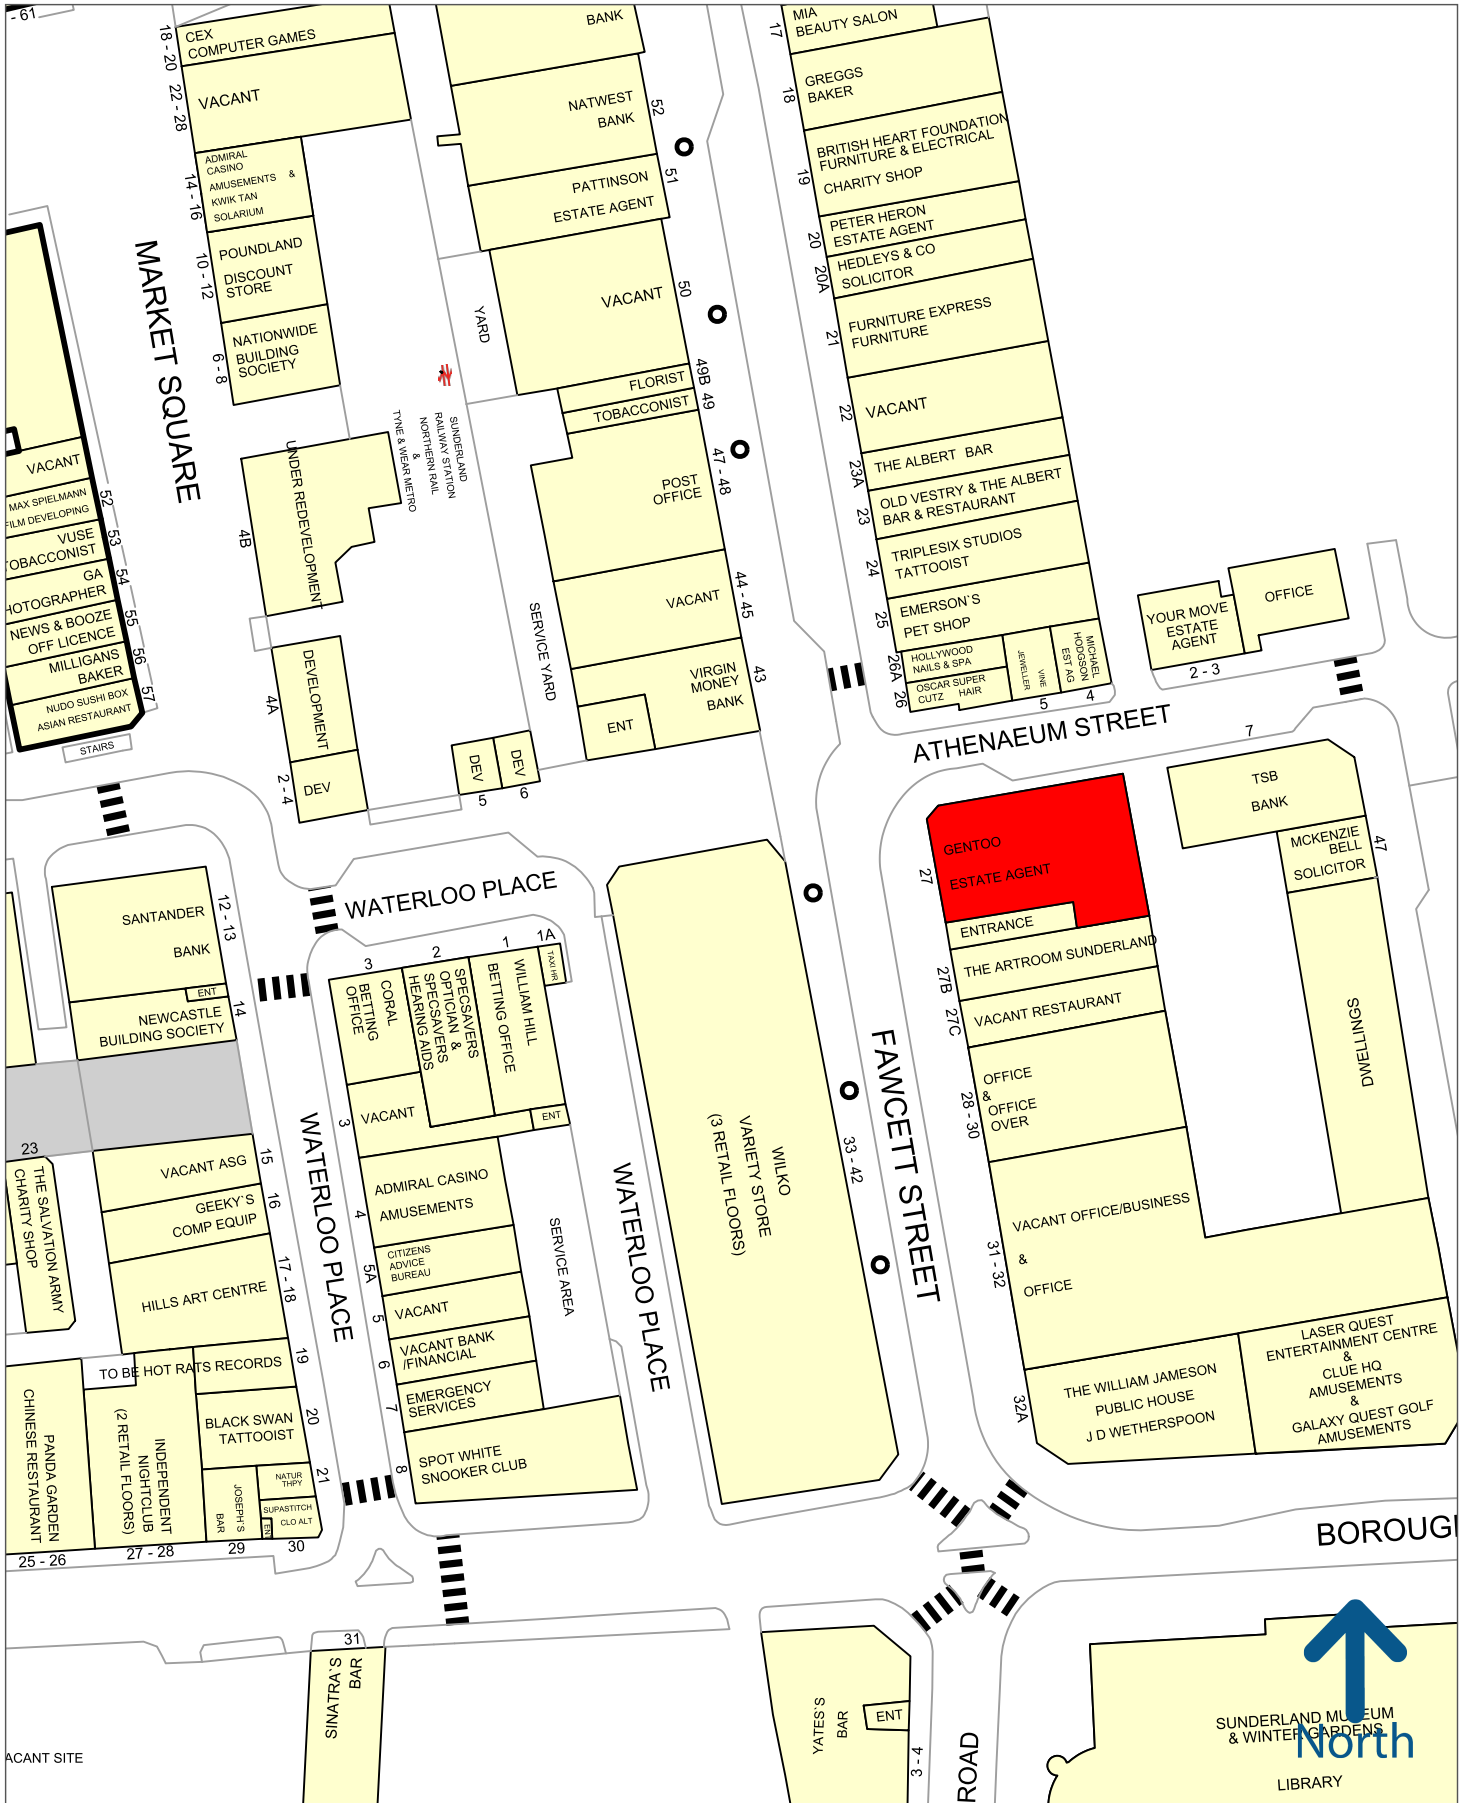 - 61
18 - 20
CEX
COMPUTER GAMES
22 - 28
VACANT
14 - 16
ADMIRAL
CASINO
AMUSEMENTS &
KWIK TAN
SOLARIUM
10 - 12
POUNDLAND
DISCOUNT
STORE
6 - 8
NATIONWIDE
BUILDING
SOCIETY
MARKET SQUARE
VACANT
52
MAX SPIELMANN
FILM DEVELOPING
53
VUSE
TOBACCONIST
54
GA
HOTOGRAPHER
55
NEWS & BOOZE
OFF LICENCE
56
MILLIGANS
BAKER
57
NUDO SUSHI BOX
ASIAN RESTAURANT
STAIRS
4B
UNDER REDEVELOPMENT
4A
DEVELOPMENT
2 - 4
DEV
SUNDERLAND
RAILWAY STATION
NORTHERN RAIL
&
TYNE & WEAR METRO
YARD
SERVICE YARD
DEV
DEV
5
6
BANK
NATWEST
BANK
52
PATTINSON
ESTATE AGENT
51
VACANT
50
FLORIST
49B
TOBACCONIST
49
POST
OFFICE
47 - 48
VACANT
44 - 45
VIRGIN
MONEY
BANK
43
ENT
17
MIA
BEAUTY SALON
18
GREGGS
BAKER
19
BRITISH HEART FOUNDATION
FURNITURE & ELECTRICAL
CHARITY SHOP
20
PETER HERON
ESTATE AGENT
20A
HEDLEYS & CO
SOLICITOR
21
FURNITURE EXPRESS
FURNITURE
22
VACANT
23A
THE ALBERT BAR
23
OLD VESTRY & THE ALBERT
BAR & RESTAURANT
24
TRIPLESIX STUDIOS
TATTOOIST
25
EMERSON`S
PET SHOP
26A
HOLLYWOOD
NAILS & SPA
26
OSCAR SUPER
CUTZ HAIR
VINE
JEWELLER
5
MICHAEL
HODGSON
EST AG
4
YOUR MOVE
ESTATE
AGENT
2 - 3
OFFICE
ATHENAEUM STREET
7
TSB
BANK
MCKENZIE
BELL
SOLICITOR
47
DWELLINGS
27
GENTOO
ESTATE AGENT
ENTRANCE
27B
THE ARTROOM SUNDERLAND
27C
VACANT RESTAURANT
28 - 30
OFFICE
&
OFFICE
OVER
31 - 32
VACANT OFFICE/BUSINESS
&
OFFICE
32A
THE WILLIAM JAMESON
PUBLIC HOUSE
J D WETHERSPOON
LASER QUEST
ENTERTAINMENT CENTRE
&
CLUE HQ
AMUSEMENTS
&
GALAXY QUEST GOLF
AMUSEMENTS
FAWCETT STREET
33 - 42
WILKO
VARIETY STORE
(3 RETAIL FLOORS)
WATERLOO PLACE
WATERLOO PLACE
WATERLOO PLACE
12 - 13
SANTANDER
BANK
ENT
14
NEWCASTLE
BUILDING SOCIETY
23
THE SALVATION ARMY
CHARITY SHOP
15
VACANT ASG
16
GEEKY`S
COMP EQUIP
17 - 18
HILLS ART CENTRE
19
TO BE HOT RATS RECORDS
20
BLACK SWAN
TATTOOIST
21
NATUR
THPY
SUPASTITCH
CLO ALT
ENT
30
JOSEPH'S
BAR
29
INDEPENDENT
NIGHTCLUB
(2 RETAIL FLOORS)
27 - 28
PANDA GARDEN
CHINESE RESTAURANT
25 - 26
3
CORAL
BETTING
OFFICE
2
SPECSAVERS
OPTICIAN &
SPECSAVERS
HEARING AIDS
1
WILLIAM HILL
BETTING OFFICE
1A
TAXI HR
ENT
3
VACANT
4
ADMIRAL CASINO
AMUSEMENTS
5A
CITIZENS
ADVICE
BUREAU
5
VACANT
6
VACANT BANK
/FINANCIAL
7
EMERGENCY
SERVICES
8
SPOT WHITE
SNOOKER CLUB
SERVICE AREA
BOROUG
31
SINATRA`S
BAR
ACANT SITE
YATES'S
BAR
ENT
3 - 4
ROAD
SUNDERLAND MUSEUM
& WINTER GARDENS
LIBRARY
North